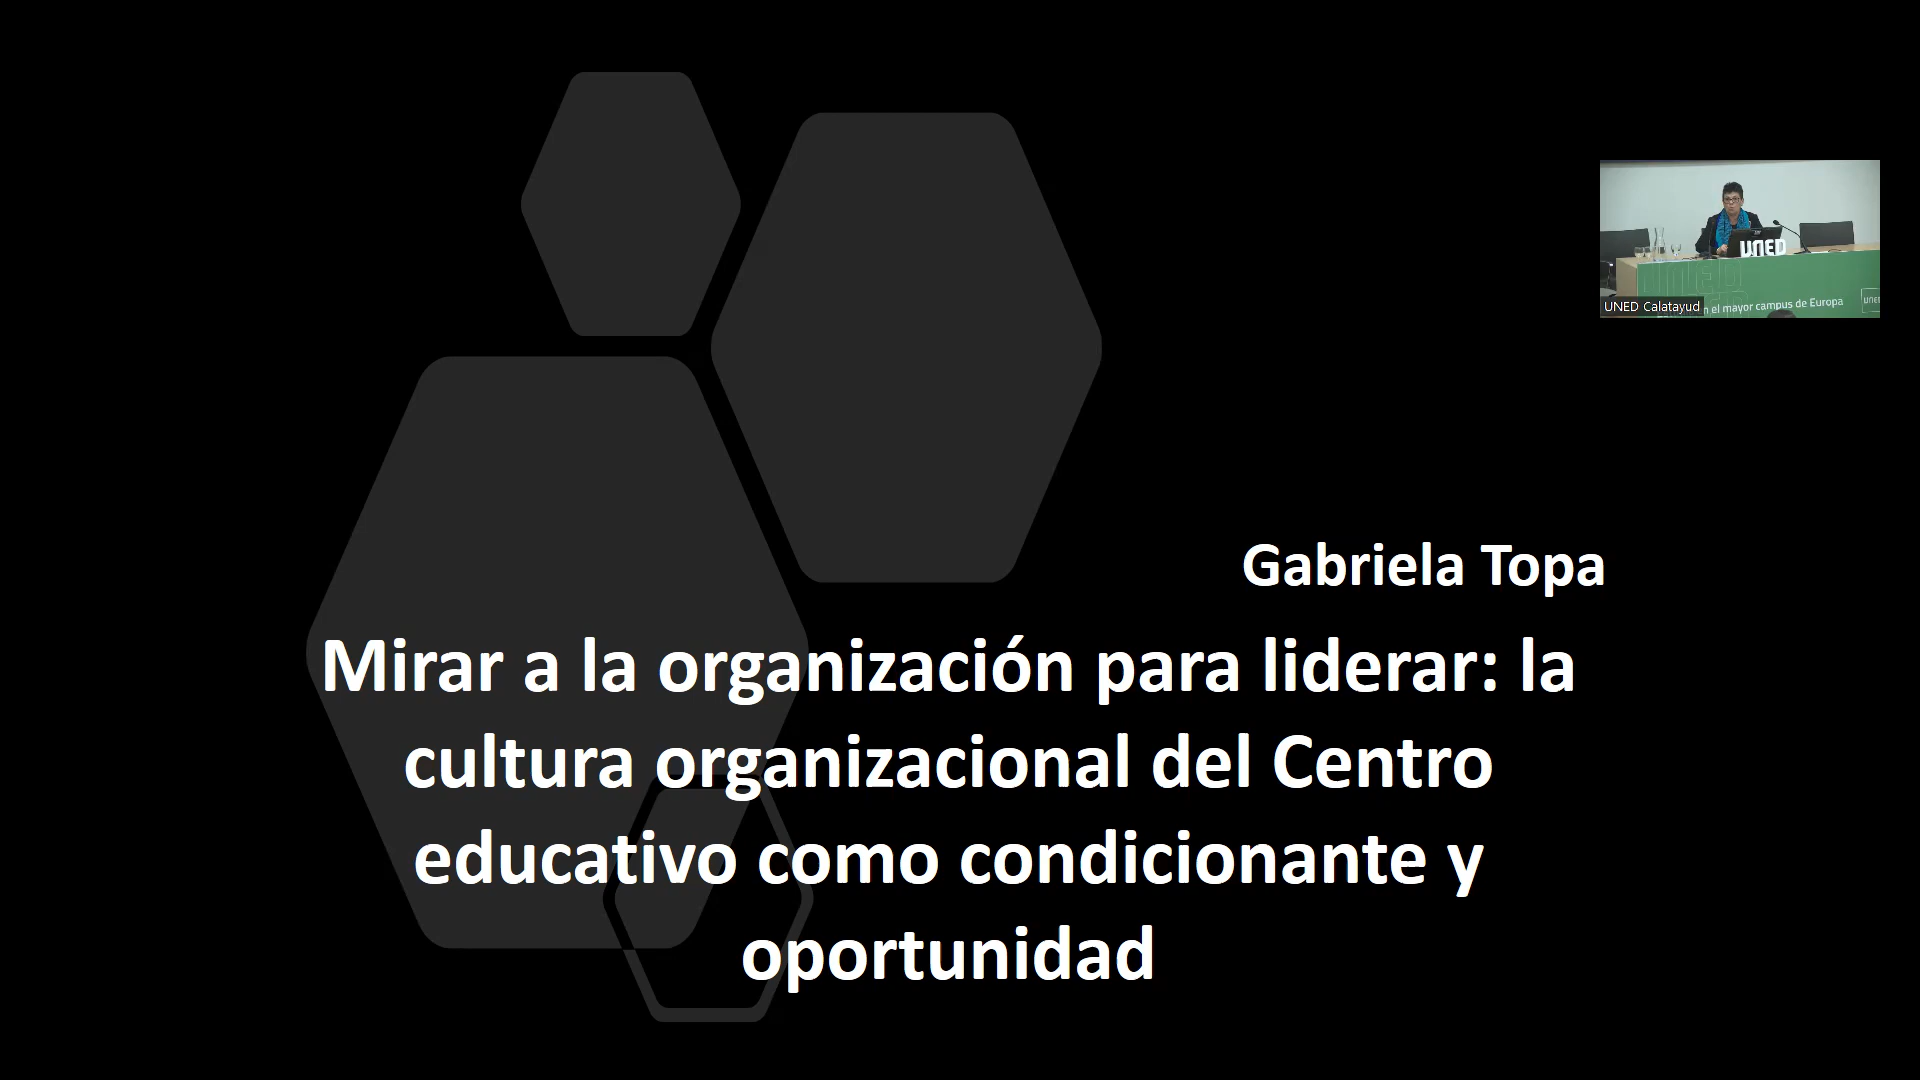 Gabriela Topa
Mirar a la organización para liderar: la
cultura organizacional del Centro
educativo como condicionante y
oportunidad
UNED
UNED Calatayud
n el mayor campus de Europa